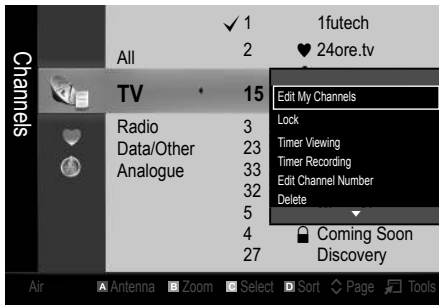 Channels
✓ 1 1futech
All 2 ♥ 24ore.tv
TV 15
Radio 3
Data/Other 23
Analogue 33
32
5
4 Coming Soon
27 Discovery
Edit My Channels
Lock
Timer Viewing
Timer Recording
Edit Channel Number
Delete
Air A Antenna B Zoom C Select D Sort Page Tools